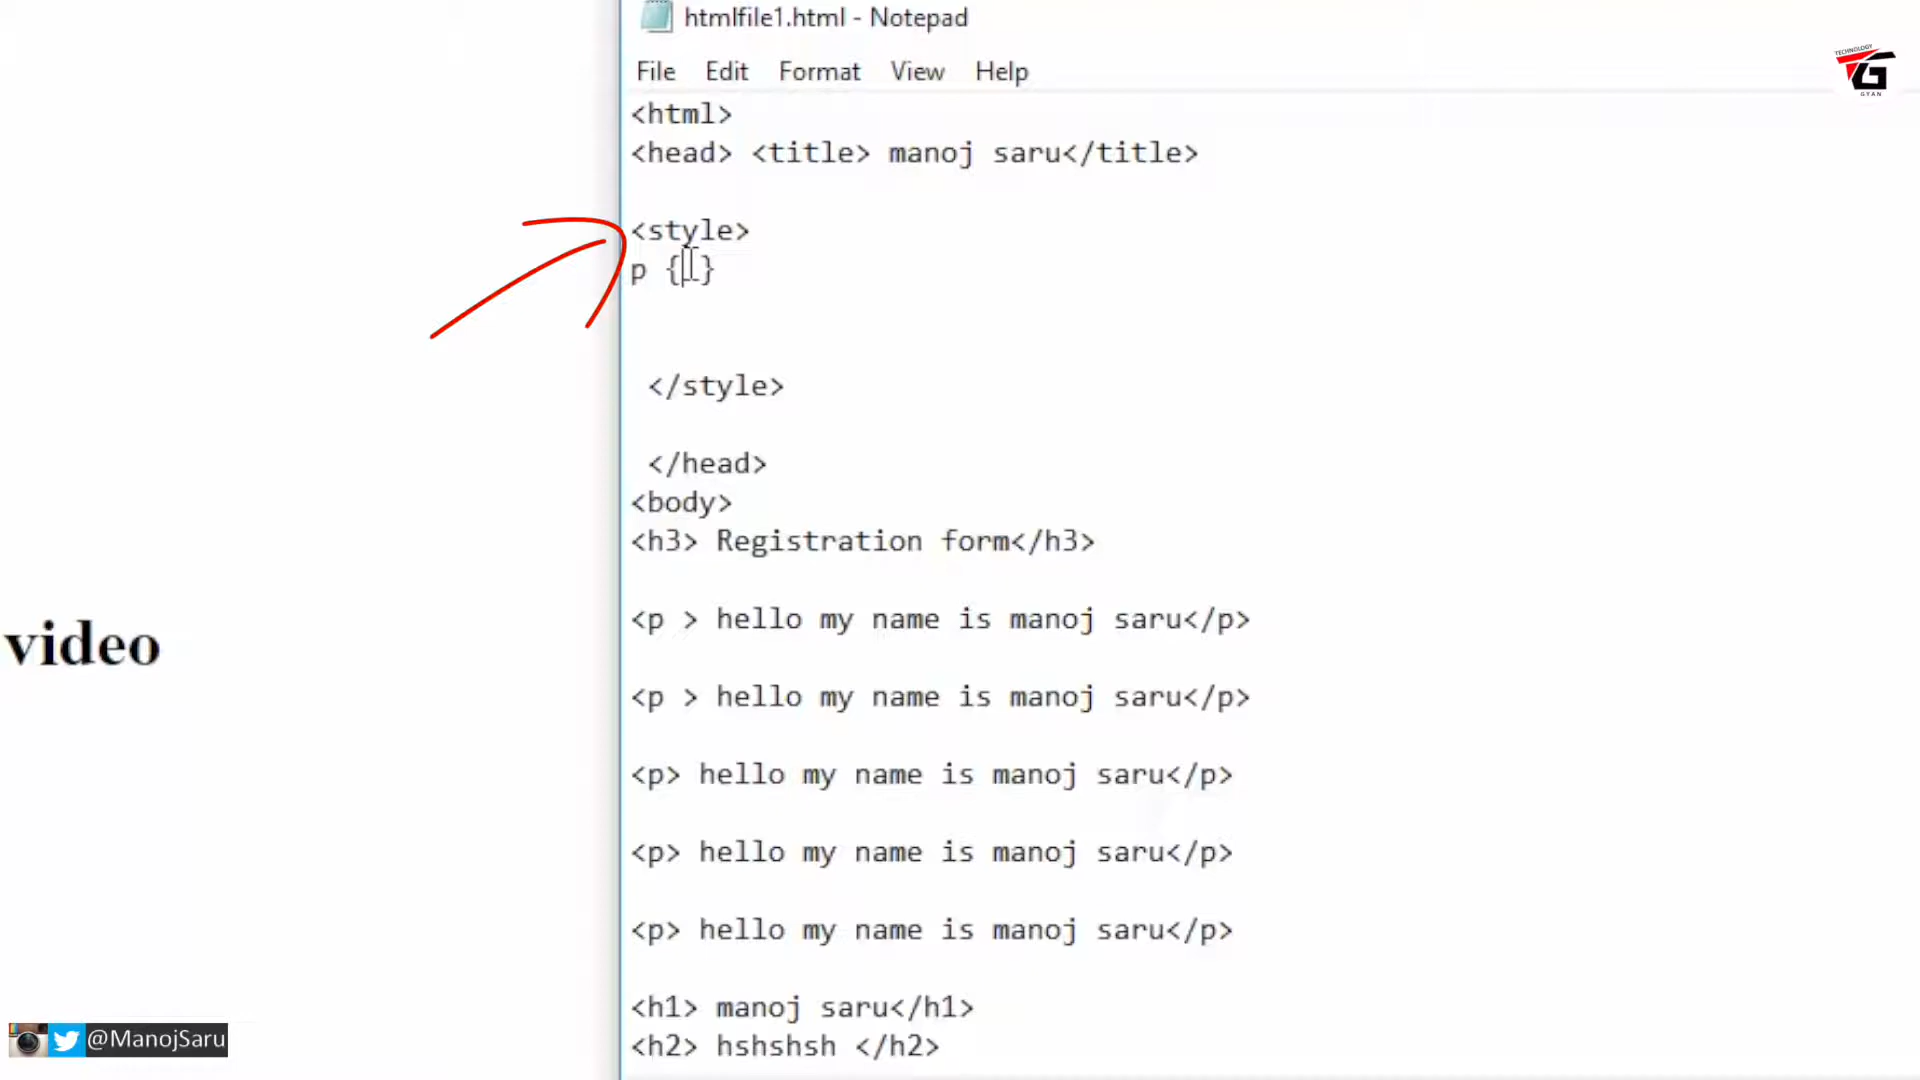 htmlfile1.html - Notepad
File Edit Format View Help
TECHNOLOGY
TG
GYAN
<html>
<head> <title> manoj saru</title>
<style>
p { }
</style>
</head>
<body>
<h3> Registration form</h3>
<p > hello my name is manoj saru</p>
<p > hello my name is manoj saru</p>
video
<p> hello my name is manoj saru</p>
<p> hello my name is manoj saru</p>
<p> hello my name is manoj saru</p>
<h1> manoj saru</h1>
<h2> hshshsh </h2>
@ManojSaru